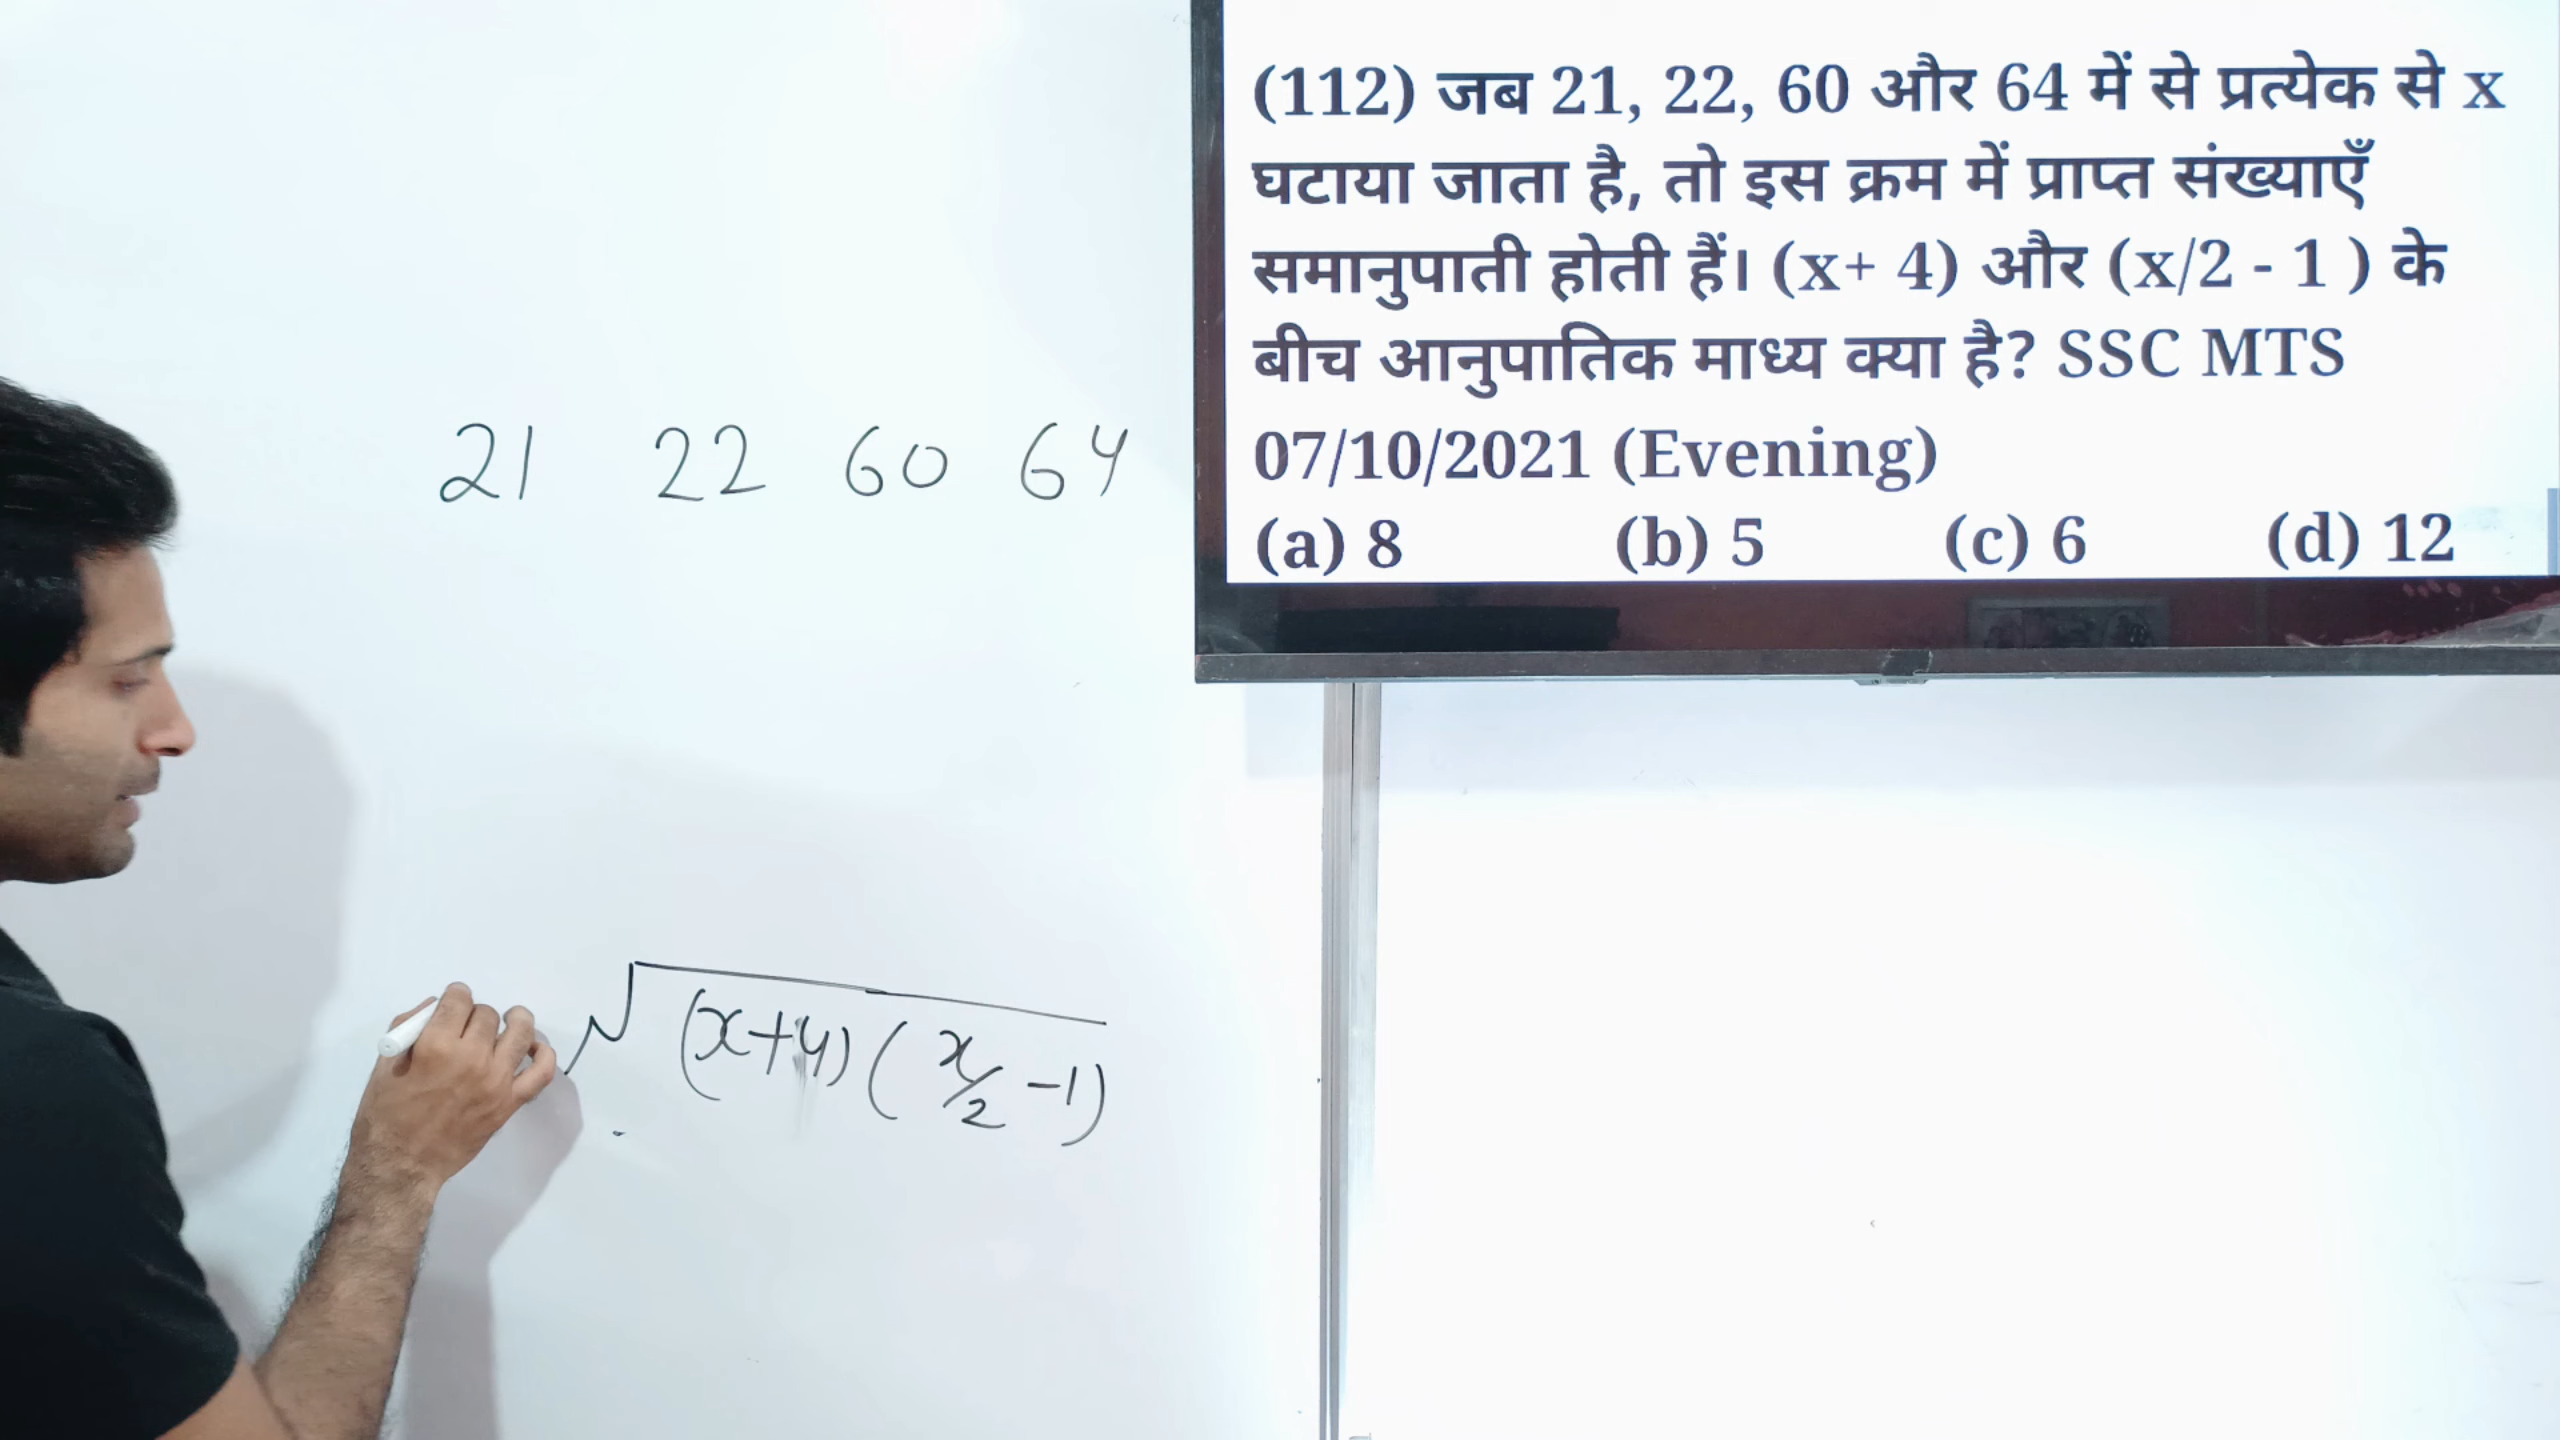 (112) जब 21, 22, 60 और 64 में से प्रत्येक से x
घटाया जाता है, तो इस क्रम में प्राप्त संख्याएँ
समानुपाती होती हैं। (x+ 4) और (x/2 - 1 ) के
बीच आनुपातिक माध्य क्या है? SSC MTS
07/10/2021 (Evening)
(a) 8 (b) 5 (c) 6 (d) 12
21 22 60 64
√(x+4)(x/2 -1)